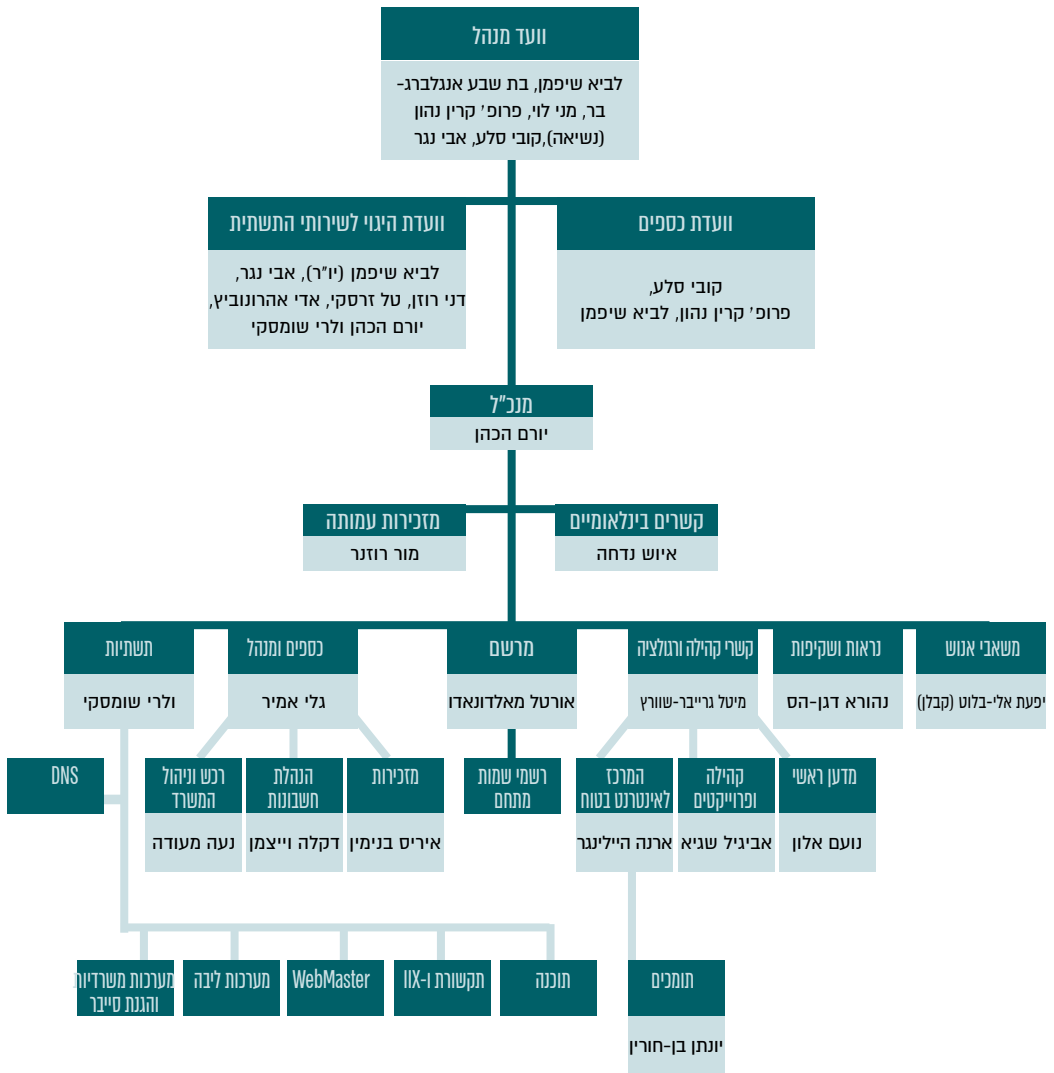 וועד מנהל
לביא שיפמן, בת שבע אנגלברג-
בר, מני לוי, פרופ' קרין נהון
(נשיאה),קובי סלע, אבי נגר
וועדת כספים
קובי סלע,
פרופ' קרין נהון, לביא שיפמן
וועדת היגוי לשירותי התשתית
לביא שיפמן (יו"ר), אבי נגר,
דני רוזן, טל זרסקי, אדי אהרונוביץ,
יורם הכהן ולרי שומסקי
מנכ"ל
יורם הכהן
קשרים בינלאומיים
איוש נדחה
מזכירות עמותה
מור רוזנר
משאבי אנוש
יפעת אלי-בלוט (קבלן)
נראות ושקיפות
נהורא דגן-הס
קשרי קהילה ורגולציה
מיטל גרייבר-שוורץ
מרשם
אורטל מאלדונאדו
כספים ומנהל
גלי אמיר
תשתיות
ולרי שומסקי
מדען ראשי
נועם אלון
קהילה
ופרוייקטים
אביגיל שגיא
המרכז
לאינטרנט בטוח
ארנה היילינגר
רשמי שמות
מתחם
מזכירות
איריס בנימין
הנהלת
חשבונות
דקלה וייצמן
רכש וניהול
המשרד
נעה מעודה
DNS
תומכים
יונתן בן-חורין
תוכנה
תקשורת ו-IIX
WebMaster
מערכות ליבה
מערכות משרדיות
והגנת סייבר